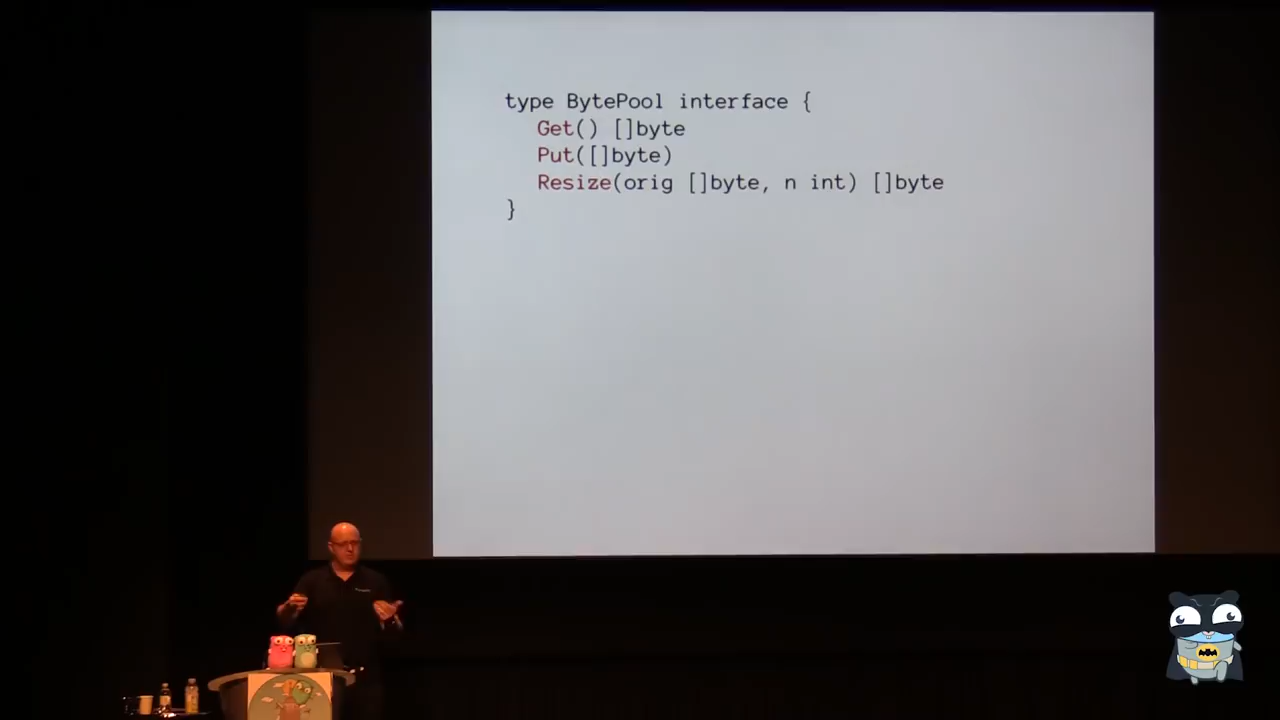 type BytePool interface {
Get() []byte
Put([]byte)
Resize(orig []byte, n int) []byte
}